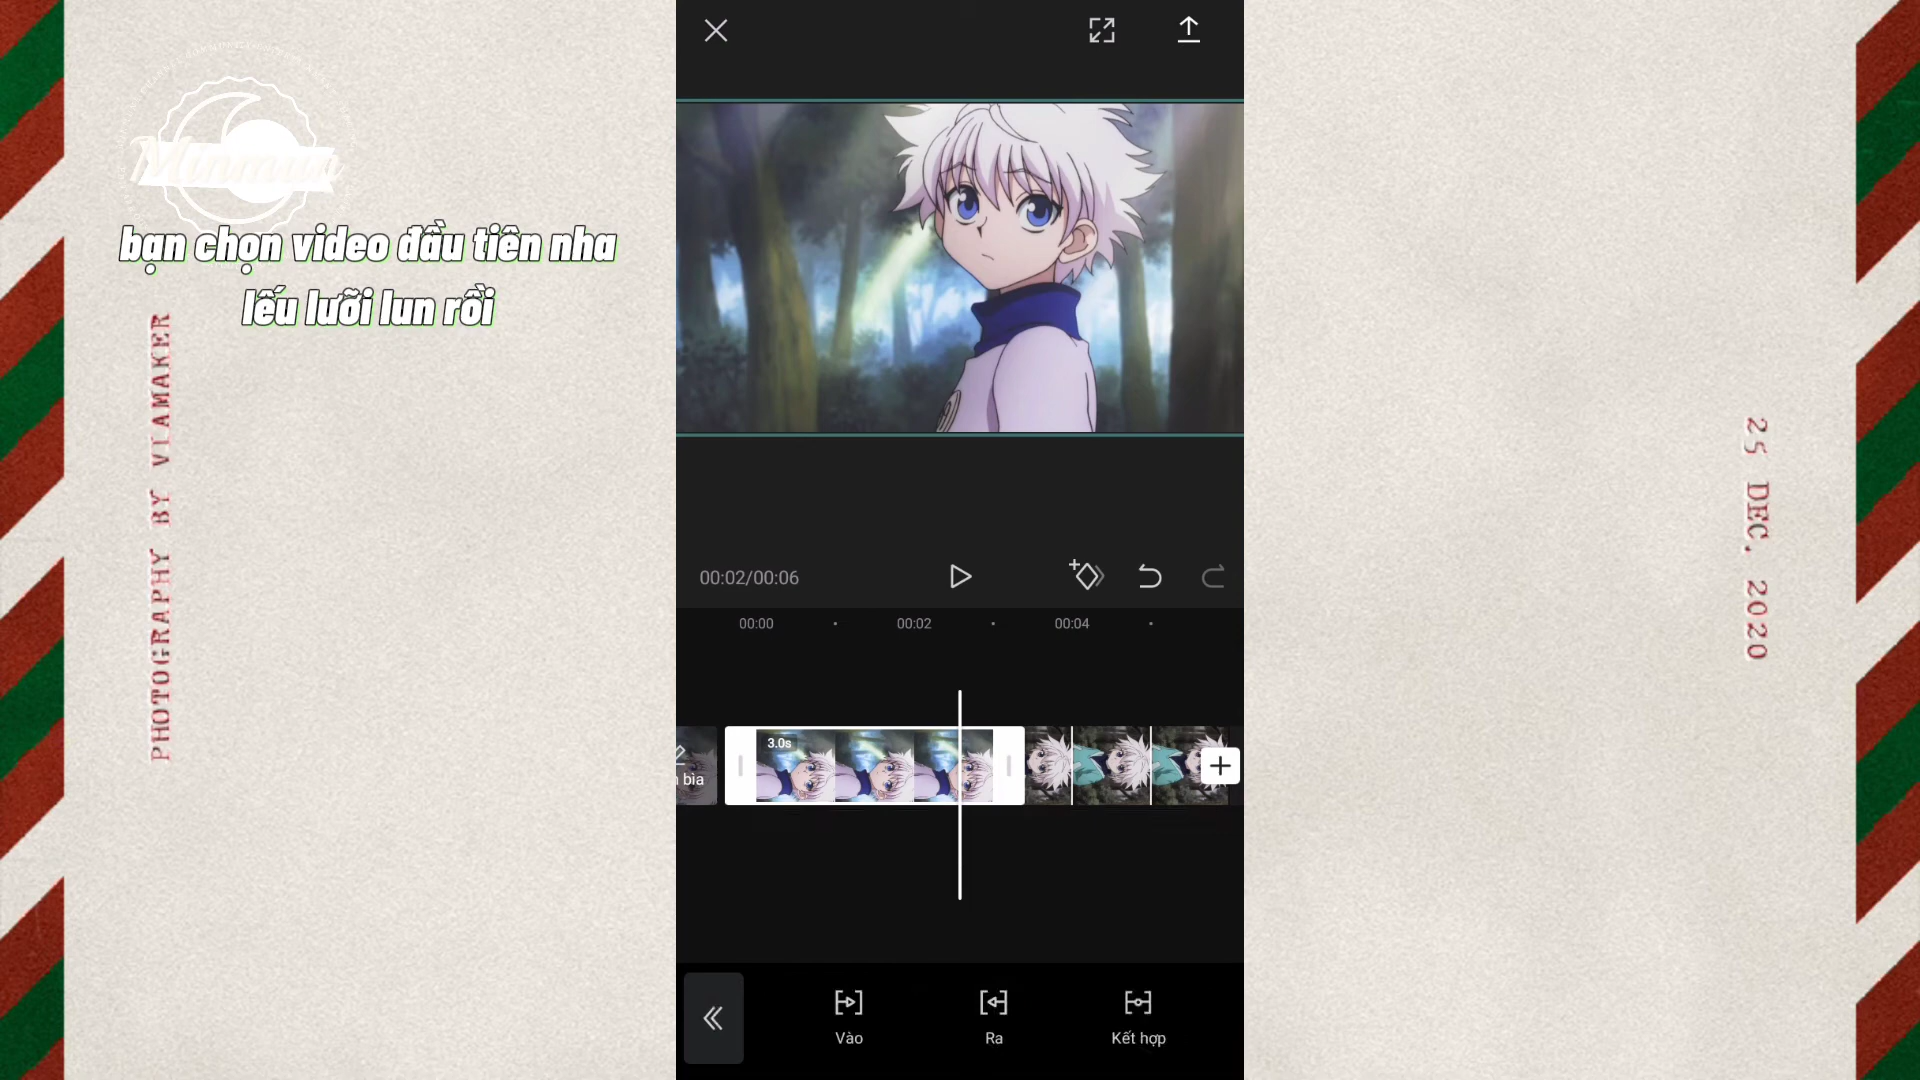 Minmun
bạn chọn video đầu tiên nha
lếu lưỡi lun rồi
PHOTOGRAPHY BY VIAMAKER
25 DEC, 2020
00:02/00:06
00:00
00:02
00:04
3.0s
bìa
Vào
Ra
Kết hợp